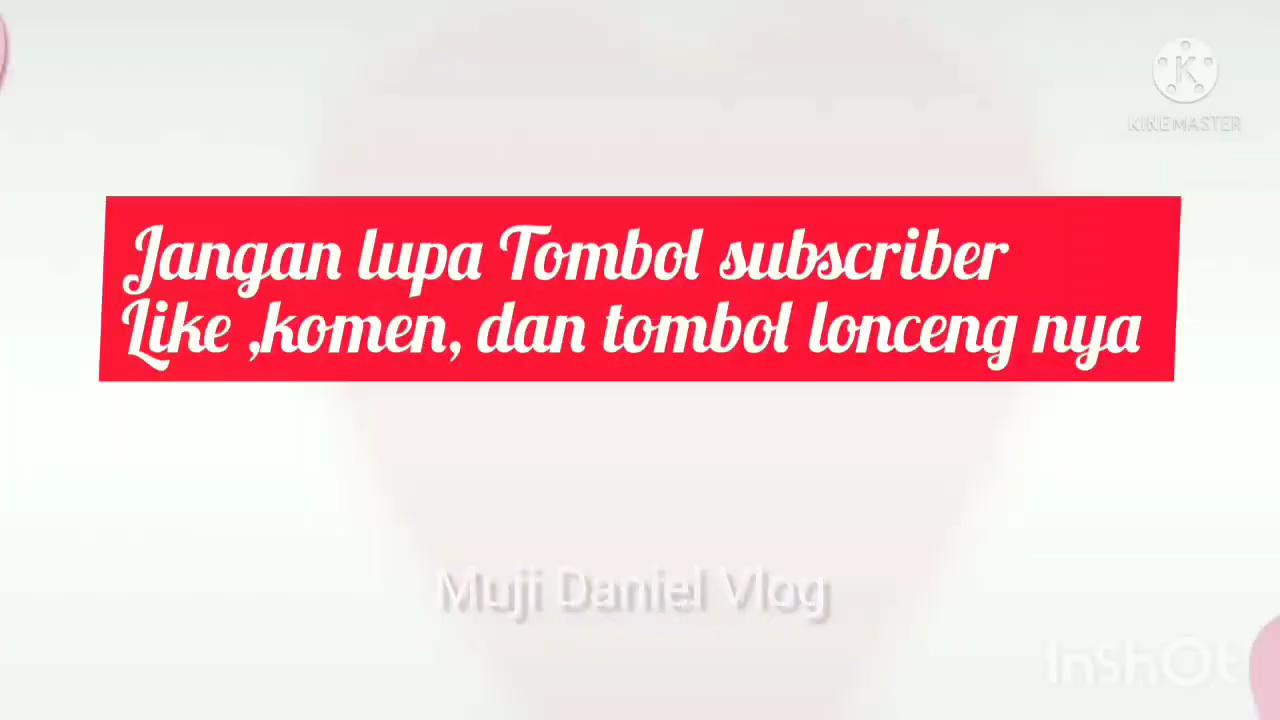 KINEMASTER
Jangan lupa Tombol subscriber
Like ,komen, dan tombol lonceng nya
Muji Daniel Vlog
InShOt